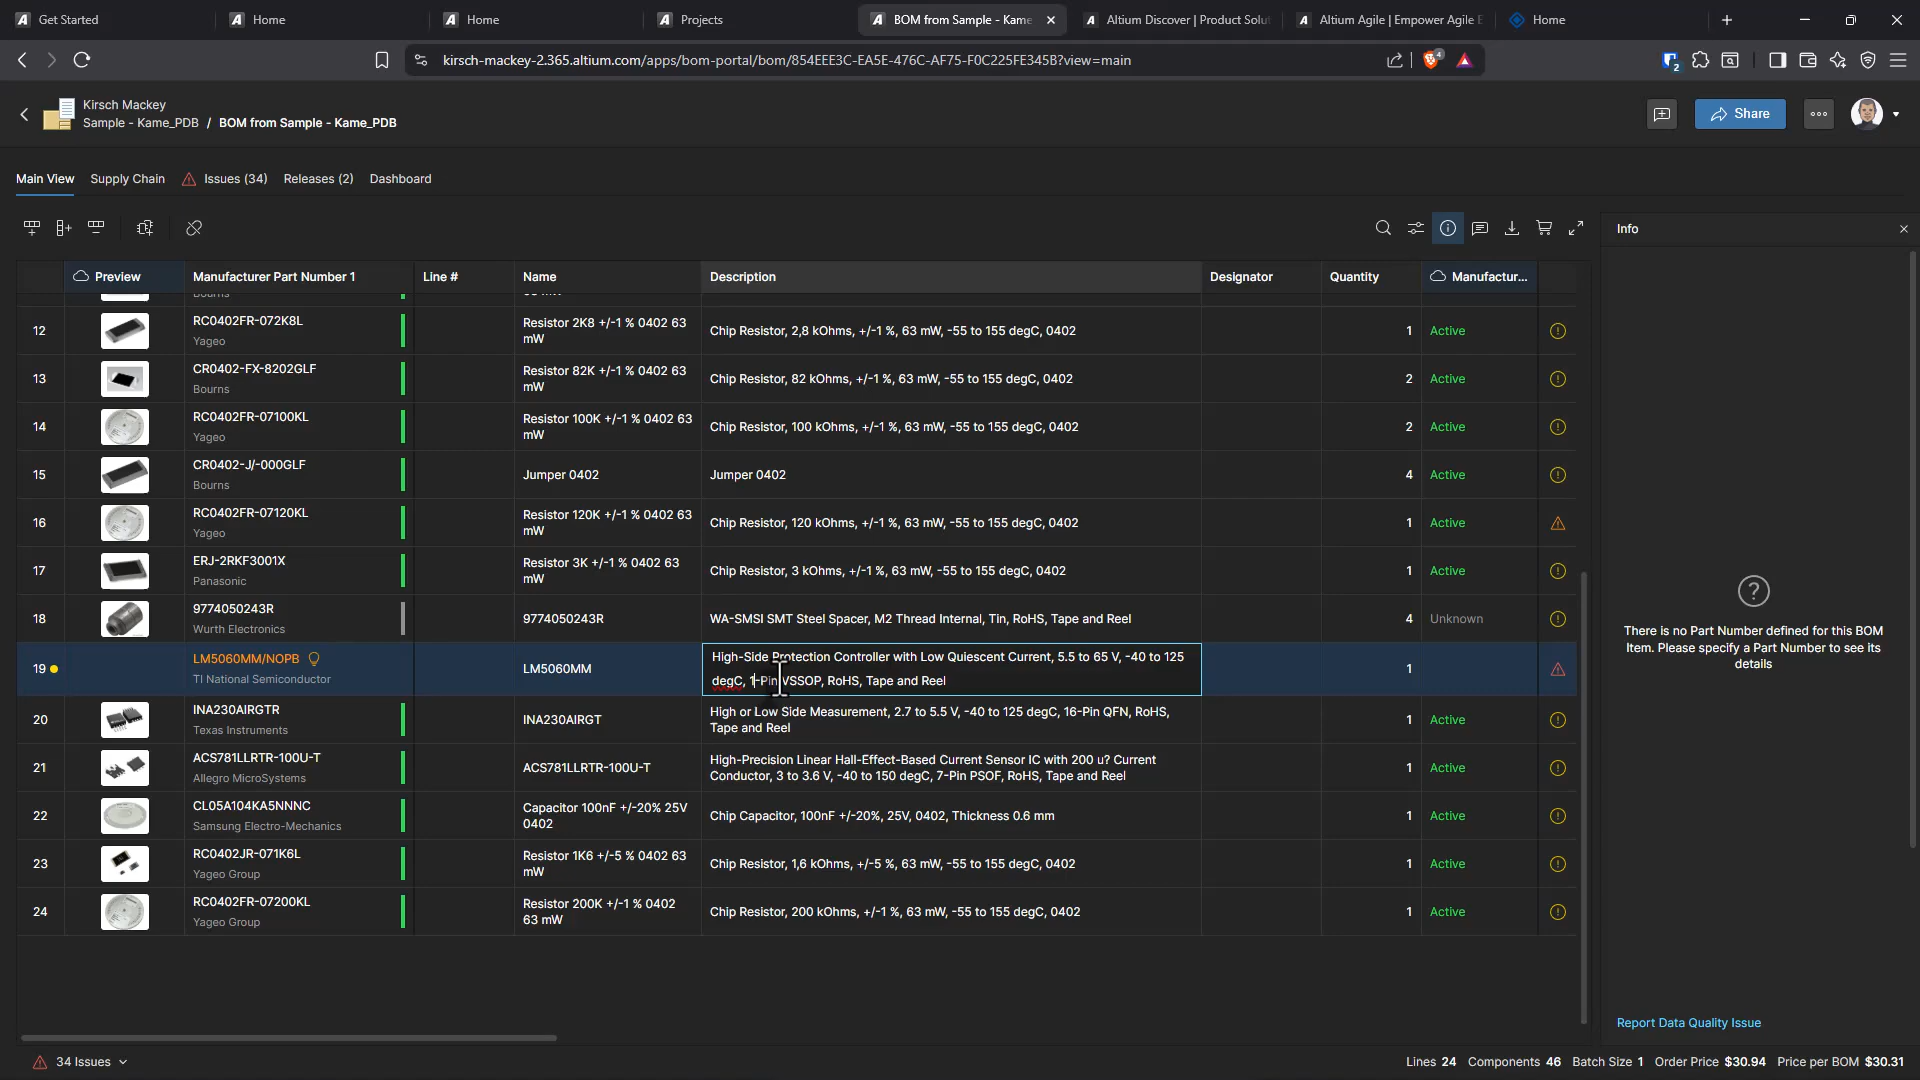 Get Started
Home
Home
Projects
BOM from Sample - Kame
Altium Discover | Product Solut
Altium Agile | Empower Agile E
Home
kirsch-mackey-2.365.altium.com/apps/bom-portal/bom/854EEE3C-EA5E-476C-AF75-F0C225FE345B?view=main
4
2
Kirsch Mackey
Sample - Kame_PDB / BOM from Sample - Kame_PDB
Share
Main View
Supply Chain
Issues (34)
Releases (2)
Dashboard
Info
Preview
Manufacturer Part Number 1
Line #
Name
Description
Designator
Quantity
Manufactur...
Bourns
12
RC0402FR-072K8L
Yageo
Resistor 2K8 +/-1 % 0402 63
mW
Chip Resistor, 2,8 kOhms, +/-1 %, 63 mW, -55 to 155 degC, 0402
1
Active
13
CR0402-FX-8202GLF
Bourns
Resistor 82K +/-1 % 0402 63
mW
Chip Resistor, 82 kOhms, +/-1 %, 63 mW, -55 to 155 degC, 0402
2
Active
14
RC0402FR-07100KL
Yageo
Resistor 100K +/-1 % 0402 63
mW
Chip Resistor, 100 kOhms, +/-1 %, 63 mW, -55 to 155 degC, 0402
2
Active
15
CR0402-J/-000GLF
Bourns
Jumper 0402
Jumper 0402
4
Active
16
RC0402FR-07120KL
Yageo
Resistor 120K +/-1 % 0402 63
mW
Chip Resistor, 120 kOhms, +/-1 %, 63 mW, -55 to 155 degC, 0402
1
Active
17
ERJ-2RKF3001X
Panasonic
Resistor 3K +/-1 % 0402 63
mW
Chip Resistor, 3 kOhms, +/-1 %, 63 mW, -55 to 155 degC, 0402
1
Active
18
9774050243R
Wurth Electronics
9774050243R
WA-SMSI SMT Steel Spacer, M2 Thread Internal, Tin, RoHS, Tape and Reel
4
Unknown
19
LM5060MM/NOPB
TI National Semiconductor
LM5060MM
High-Side Protection Controller with Low Quiescent Current, 5.5 to 65 V, -40 to 125
degC, 1-Pin VSSOP, RoHS, Tape and Reel
1
20
INA230AIRGTR
Texas Instruments
INA230AIRGT
High or Low Side Measurement, 2.7 to 5.5 V, -40 to 125 degC, 16-Pin QFN, RoHS,
Tape and Reel
1
Active
21
ACS781LLRTR-100U-T
Allegro MicroSystems
ACS781LLRTR-100U-T
High-Precision Linear Hall-Effect-Based Current Sensor IC with 200 u? Current
Conductor, 3 to 3.6 V, -40 to 150 degC, 7-Pin PSOF, RoHS, Tape and Reel
1
Active
22
CL05A104KA5NNNC
Samsung Electro-Mechanics
Capacitor 100nF +/-20% 25V
0402
Chip Capacitor, 100nF +/-20%, 25V, 0402, Thickness 0.6 mm
1
Active
23
RC0402JR-071K6L
Yageo Group
Resistor 1K6 +/-5 % 0402 63
mW
Chip Resistor, 1,6 kOhms, +/-5 %, 63 mW, -55 to 155 degC, 0402
1
Active
24
RC0402FR-07200KL
Yageo Group
Resistor 200K +/-1 % 0402
63 mW
Chip Resistor, 200 kOhms, +/-1 %, 63 mW, -55 to 155 degC, 0402
1
Active
There is no Part Number defined for this BOM
Item. Please specify a Part Number to see its
details
Report Data Quality Issue
34 Issues
Lines 24 Components 46 Batch Size 1 Order Price $30.94 Price per BOM $30.31